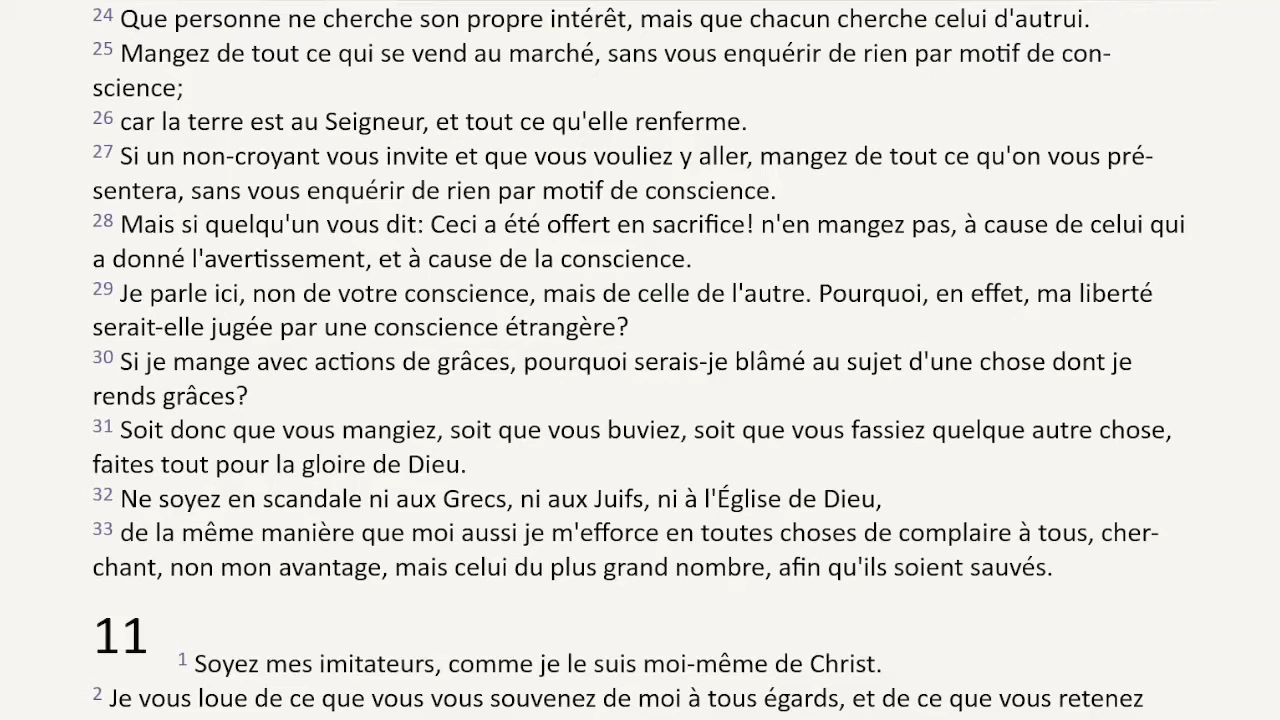 24 Que personne ne cherche son propre intérêt, mais que chacun cherche celui d'autrui.
25 Mangez de tout ce qui se vend au marché, sans vous enquérir de rien par motif de con-
science;
26 car la terre est au Seigneur, et tout ce qu'elle renferme.
27 Si un non-croyant vous invite et que vous vouliez y aller, mangez de tout ce qu'on vous pré-
sentera, sans vous enquérir de rien par motif de conscience.
28 Mais si quelqu'un vous dit: Ceci a été offert en sacrifice! n'en mangez pas, à cause de celui qui
a donné l'avertissement, et à cause de la conscience.
29 Je parle ici, non de votre conscience, mais de celle de l'autre. Pourquoi, en effet, ma liberté
serait-elle jugée par une conscience étrangère?
30 Si je mange avec actions de grâces, pourquoi serais-je blâmé au sujet d'une chose dont je
rends grâces?
31 Soit donc que vous mangiez, soit que vous buviez, soit que vous fassiez quelque autre chose,
faites tout pour la gloire de Dieu.
32 Ne soyez en scandale ni aux Grecs, ni aux Juifs, ni à l'Église de Dieu,
33 de la même manière que moi aussi je m'efforce en toutes choses de complaire à tous, cher-
chant, non mon avantage, mais celui du plus grand nombre, afin qu'ils soient sauvés.
11
1 Soyez mes imitateurs, comme je le suis moi-même de Christ.
2 Je vous loue de ce que vous vous souvenez de moi à tous égards, et de ce que vous retenez